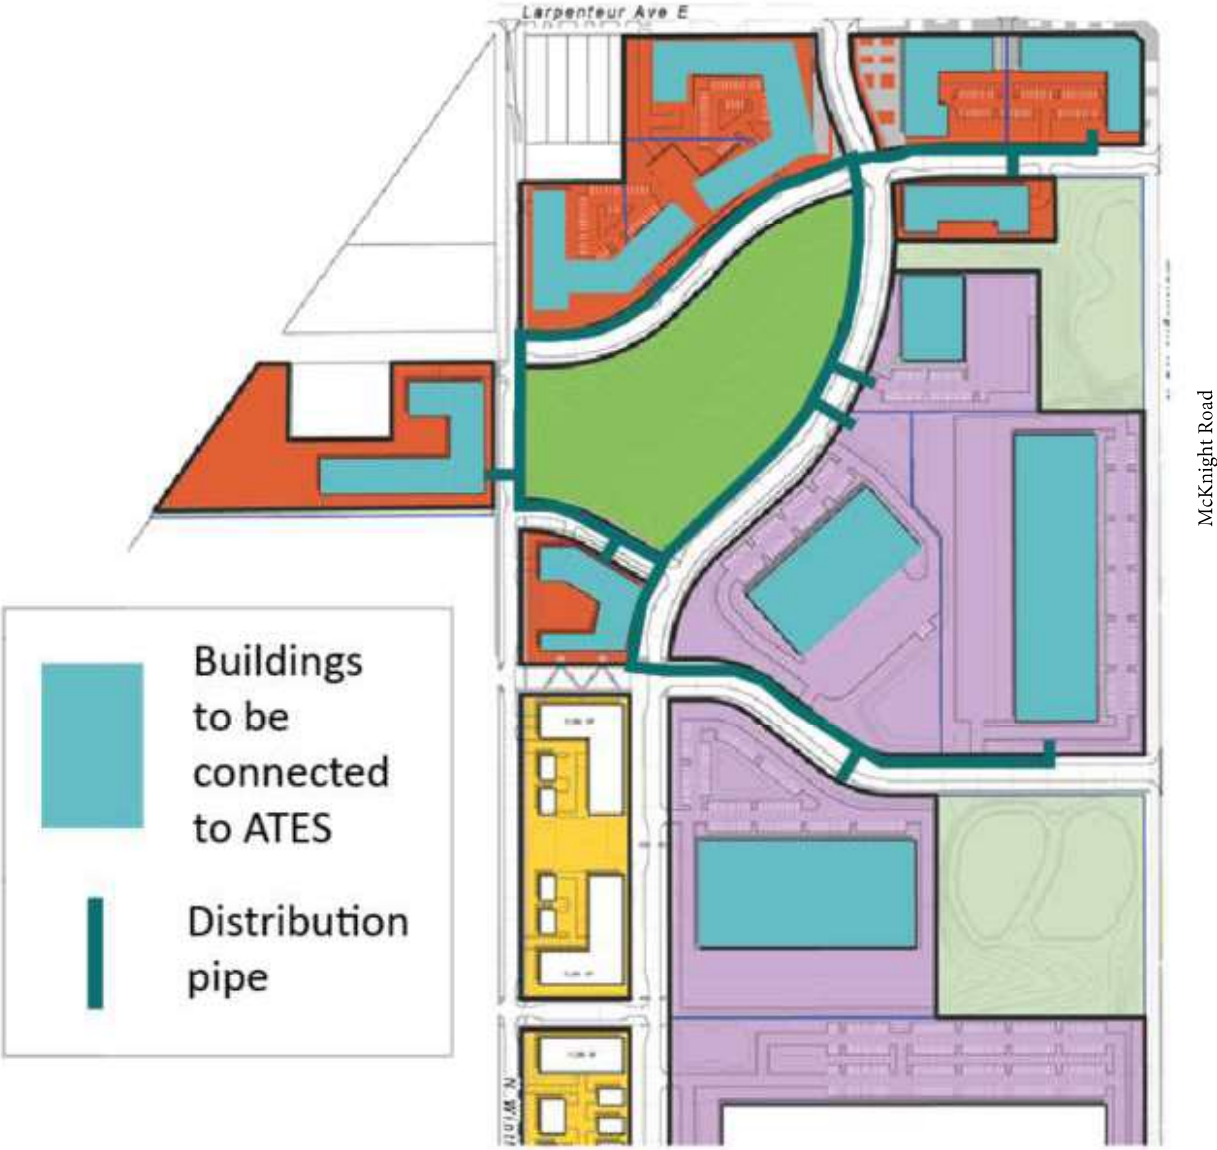 Larpenteur Ave E
McKnight Road
Buildings
to be
connected
to ATES
Distribution
pipe